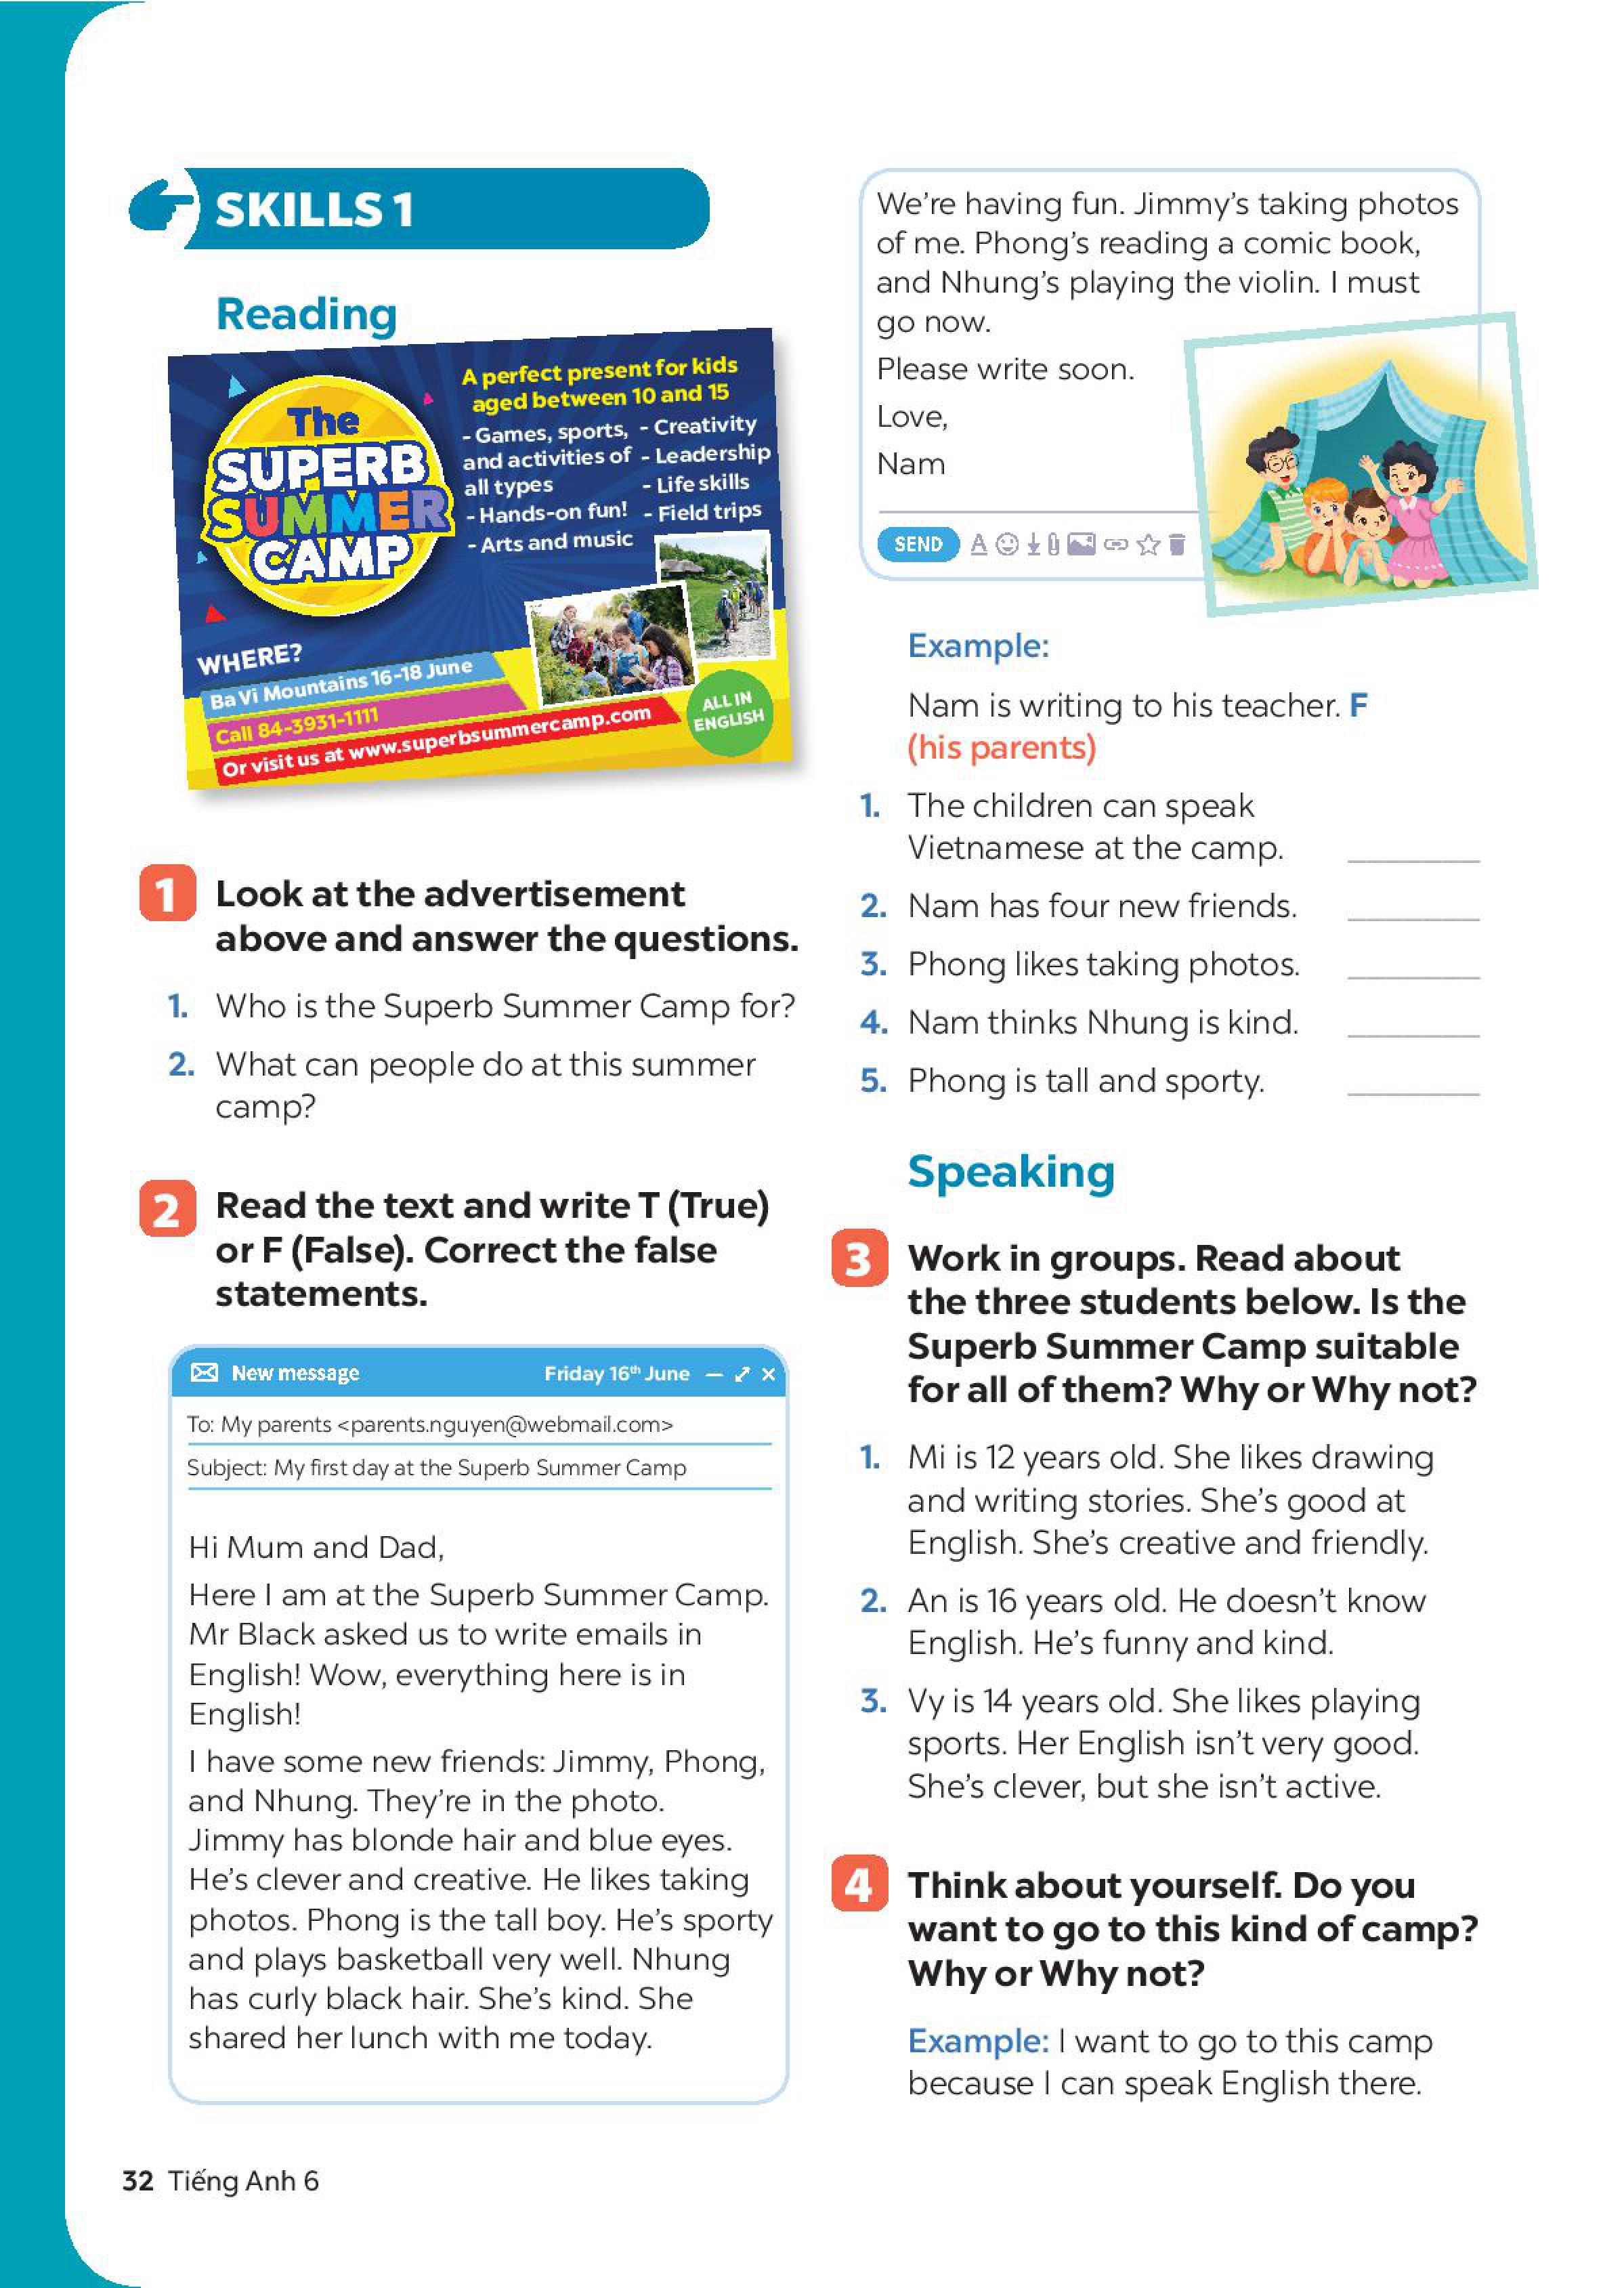 SKILLS 1
Reading
The
SUPERB
SUMMER
CAMP
A perfect present for kids
aged between 10 and 15
- Games, sports,
and activities of
all types
- Hands-on fun!
- Arts and music
- Creativity
- Leadership
- Life skills
- Field trips
WHERE?
Ba Vi Mountains 16-18 June
Call 84-3931-1111
Or visit us at www.superbsummercamp.com
ALL IN
ENGLISH
1 Look at the advertisement
above and answer the questions.
1. Who is the Superb Summer Camp for?
2. What can people do at this summer
camp?
2 Read the text and write T (True)
or F (False). Correct the false
statements.
New message Friday 16th June
To: My parents <parents.nguyen@webmail.com>
Subject: My first day at the Superb Summer Camp
Hi Mum and Dad,
Here I am at the Superb Summer Camp.
Mr Black asked us to write emails in
English! Wow, everything here is in
English!
I have some new friends: Jimmy, Phong,
and Nhung. They're in the photo.
Jimmy has blonde hair and blue eyes.
He's clever and creative. He likes taking
photos. Phong is the tall boy. He's sporty
and plays basketball very well. Nhung
has curly black hair. She's kind. She
shared her lunch with me today.
We're having fun. Jimmy's taking photos
of me. Phong's reading a comic book,
and Nhung's playing the violin. I must
go now.
Please write soon.
Love,
Nam
SEND
Example:
Nam is writing to his teacher. F
(his parents)
1. The children can speak
Vietnamese at the camp.
2. Nam has four new friends.
3. Phong likes taking photos.
4. Nam thinks Nhung is kind.
5. Phong is tall and sporty.
Speaking
3 Work in groups. Read about
the three students below. Is the
Superb Summer Camp suitable
for all of them? Why or Why not?
1. Mi is 12 years old. She likes drawing
and writing stories. She's good at
English. She's creative and friendly.
2. An is 16 years old. He doesn't know
English. He's funny and kind.
3. Vy is 14 years old. She likes playing
sports. Her English isn't very good.
She's clever, but she isn't active.
4 Think about yourself. Do you
want to go to this kind of camp?
Why or Why not?
Example: I want to go to this camp
because I can speak English there.
32 Tiếng Anh 6